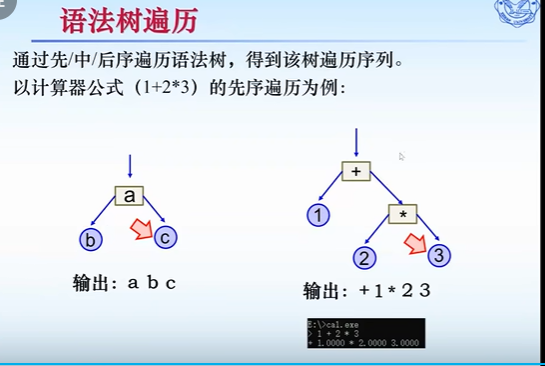 语法树遍历
通过先/中/后序遍历语法树，得到该树遍历序列。
以计算器公式（1+2*3）的先序遍历为例：
a
b
c
输出：a b c
+
1
*
2
3
输出：+ 1 * 2 3
E:\>cal.exe
> 1 + 2 * 3
+ 1.0000 * 2.0000 3.0000